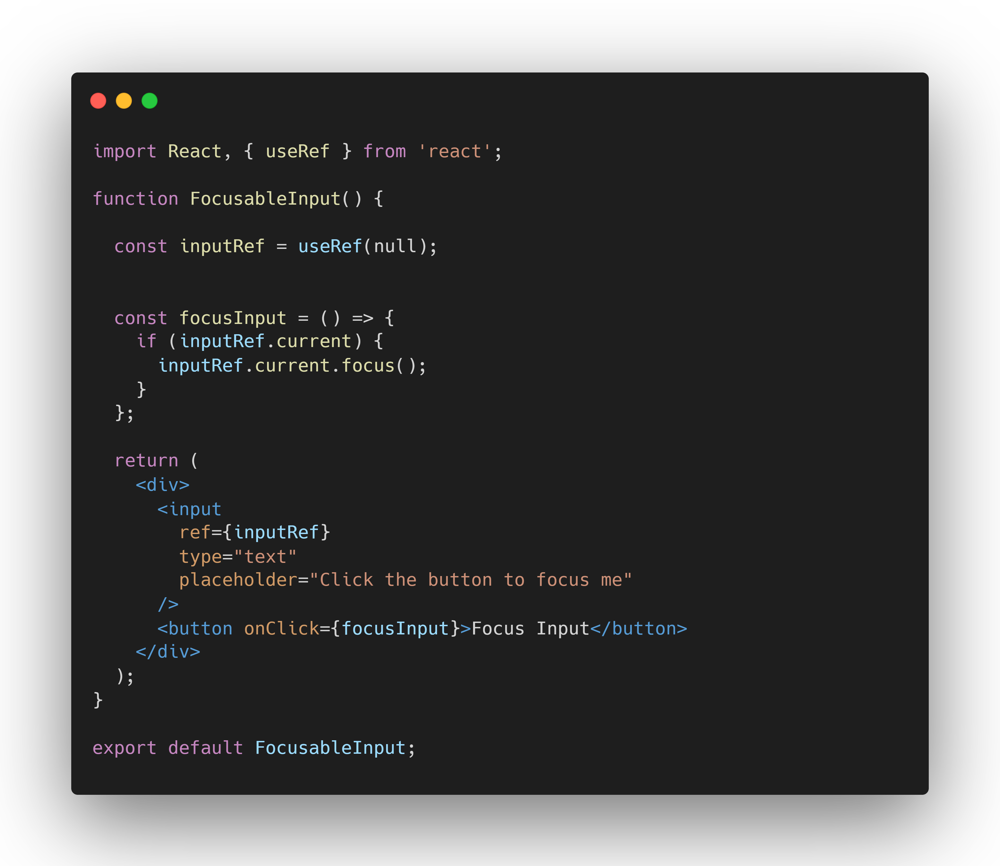 import React, { useRef } from 'react';
function FocusableInput() {
  const inputRef = useRef(null);
  const focusInput = () => {
    if (inputRef.current) {
      inputRef.current.focus();
    }
  };
  return (
    <div>
      <input
        ref={inputRef}
        type="text"
        placeholder="Click the button to focus me"
      />
      <button onClick={focusInput}>Focus Input</button>
    </div>
  );
}
export default FocusableInput;